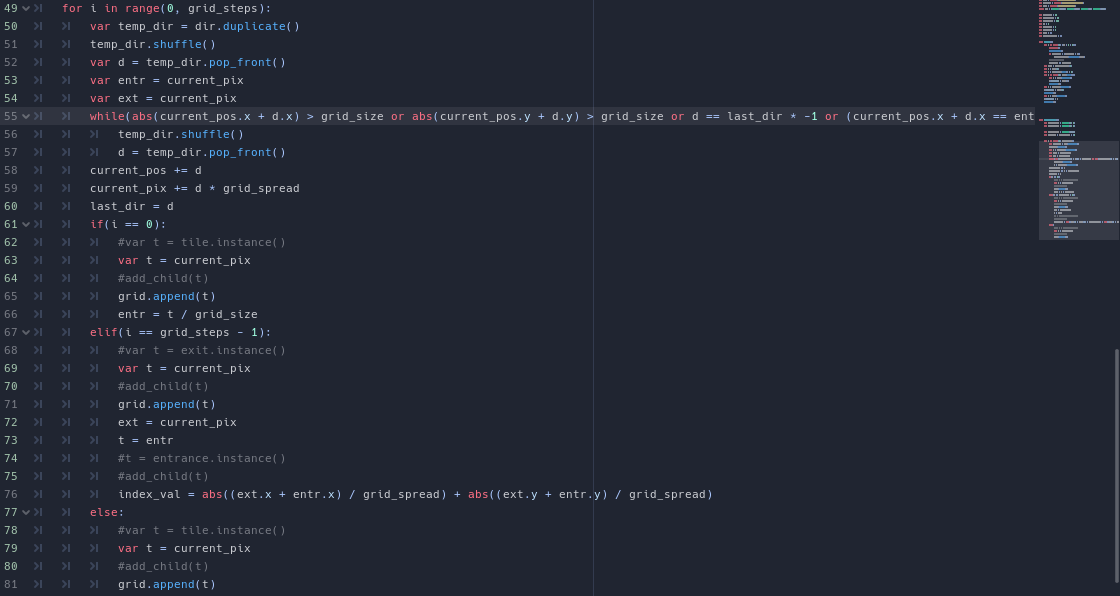 49 for i in range(0, grid_steps):
50 var temp_dir = dir.duplicate()
51 temp_dir.shuffle()
52 var d = temp_dir.pop_front()
53 var entr = current_pix
54 var ext = current_pix
55 while(abs(current_pos.x + d.x) > grid_size or abs(current_pos.y + d.y) > grid_size or d == last_dir * -1 or (current_pos.x + d.x == ent
56 temp_dir.shuffle()
57 d = temp_dir.pop_front()
58 current_pos += d
59 current_pix += d * grid_spread
60 last_dir = d
61 if(i == 0):
62 #var t = tile.instance()
63 var t = current_pix
64 #add_child(t)
65 grid.append(t)
66 entr = t / grid_size
67 elif(i == grid_steps - 1):
68 #var t = exit.instance()
69 var t = current_pix
70 #add_child(t)
71 grid.append(t)
72 ext = current_pix
73 t = entr
74 #t = entrance.instance()
75 #add_child(t)
76 index_val = abs((ext.x + entr.x) / grid_spread) + abs((ext.y + entr.y) / grid_spread)
77 else:
78 #var t = tile.instance()
79 var t = current_pix
80 #add_child(t)
81 grid.append(t)